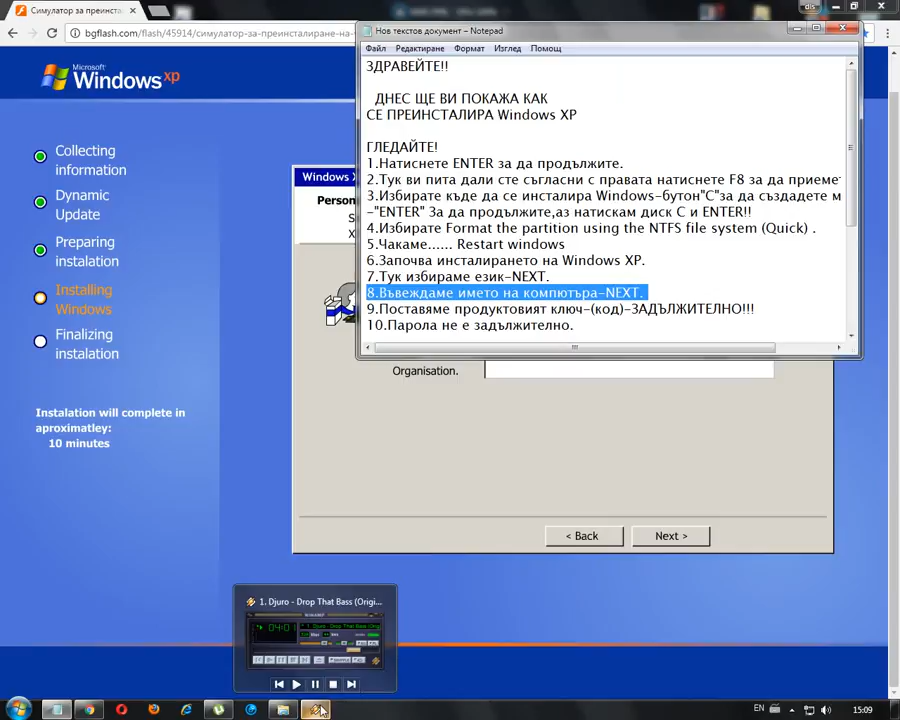 Симулатор за преинста
dis
bgflash.com/flash/45914/симулатор-за-преинсталиране-на-
Microsoft
Windows xp
Collecting
information
Dynamic
Update
Preparing
instalation
Installing
Windows
Finalizing
instalation
Instalation will complete in
aproximatley:
10 minutes
Нов текстов документ – Notepad
Файл Редактиране Формат Изглед Помощ
ЗДРАВЕЙТЕ!!
ДНЕС ЩЕ ВИ ПОКАЖА КАК
СЕ ПРЕИНСТАЛИРА Windows XP
ГЛЕДАЙТЕ!
1.Натиснете ENTER за да продължите.
2.Тук ви пита дали сте съгласни с правата натиснете F8 за да приеме
3.Избирате къде да се инсталира Windows-бутон"C"за да създадете м
-"ENTER" За да продължите,аз натискам диск C и ENTER!!
4.Избирате Format the partition using the NTFS file system (Quick) .
5.Чакаме...... Restart windows
6.Започва инсталирането на Windows XP.
7.Тук избираме език-NEXT.
8.Въвеждаме името на компютъра-NEXT.
9.Поставяме продуктовият ключ-(код)-ЗАДЪЛЖИТЕЛНО!!!
10.Парола не е задължително.
Windows X
Person
S
X
Organisation.
< Back
Next >
1. Djuro - Drop That Bass (Origi...
04:01
EN
15:09